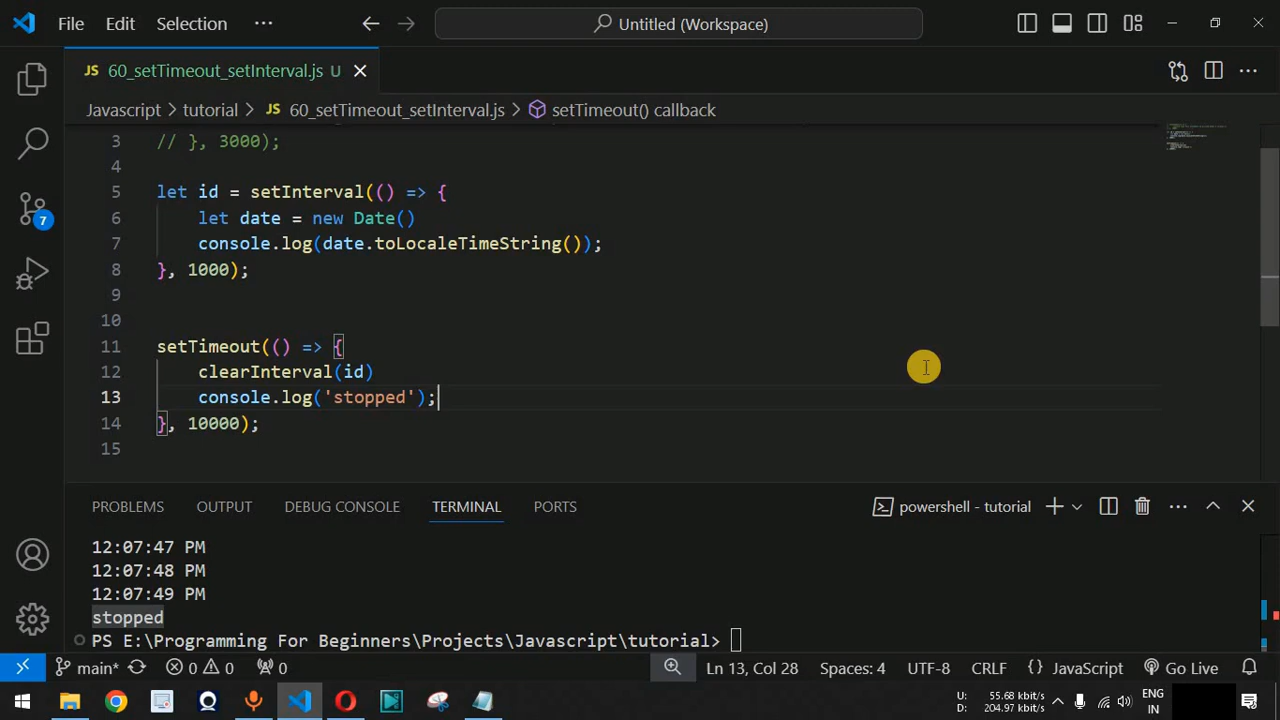 File Edit Selection ··· Untitled (Workspace)
JS 60_setTimeout_setInterval.js U
Javascript > tutorial > JS 60_setTimeout_setInterval.js > setTimeout() callback
3 // }, 3000);
4
5 let id = setInterval(() => {
6 let date = new Date()
7 console.log(date.toLocaleTimeString());
8 }, 1000);
9
10
11 setTimeout(() => {
12 clearInterval(id)
13 console.log('stopped');
14 }, 10000);
15
7
PROBLEMS OUTPUT DEBUG CONSOLE TERMINAL PORTS powershell - tutorial
12:07:47 PM
12:07:48 PM
12:07:49 PM
stopped
PS E:\Programming For Beginners\Projects\Javascript\tutorial>
main* 0 0 0 Ln 13, Col 28 Spaces: 4 UTF-8 CRLF {} JavaScript Go Live
U: 55.68 kbit/s ENG
D: 204.97 kbit/s IN